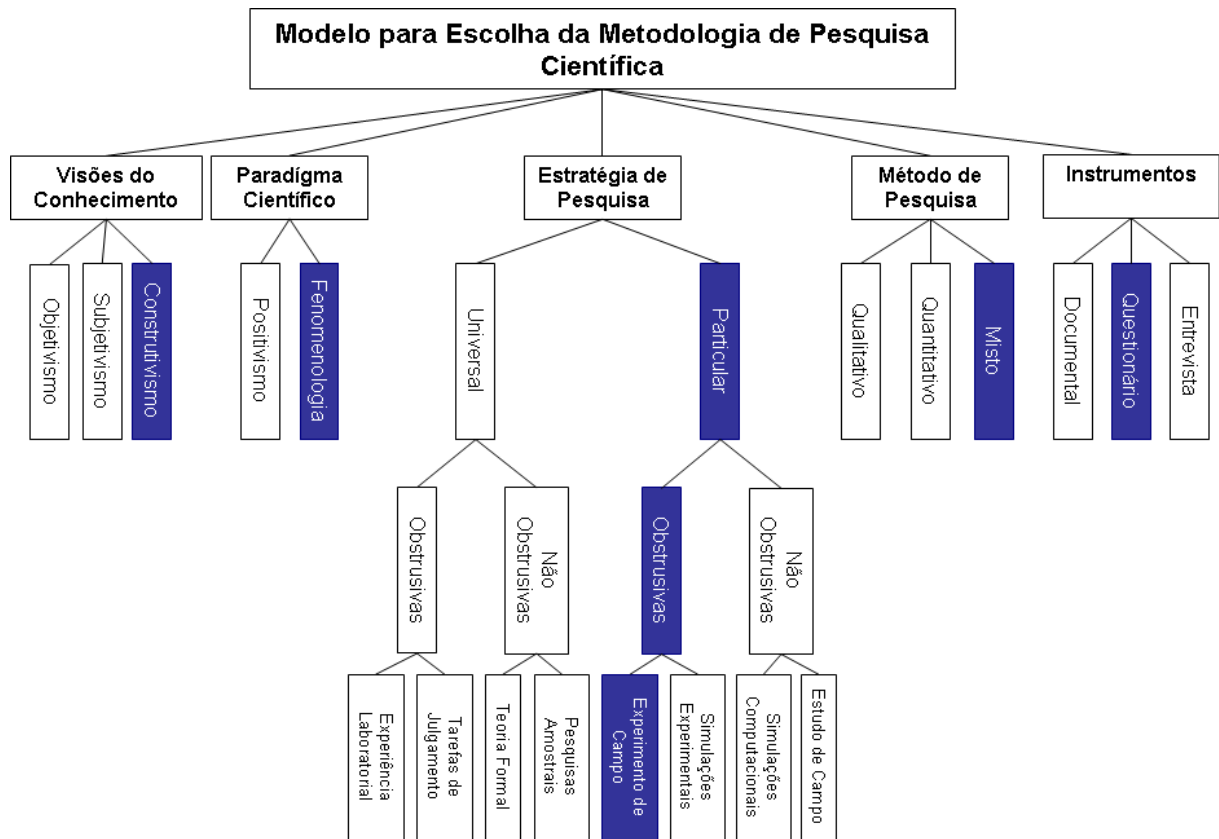 Modelo para Escolha da Metodologia de Pesquisa
Científica
Visões do
Conhecimento
Paradígma
Científico
Estratégia de
Pesquisa
Método de
Pesquisa
Instrumentos
Objetivismo
Subjetivismo
Construtivismo
Positivismo
Fenomenologia
Universal
Particular
Qualitativo
Quantitativo
Misto
Documental
Questionário
Entrevista
Obstrusivas
Não
Obstrusivas
Obstrusivas
Não
Obstrusivas
Experiência
Laboratorial
Tarefas de
Julgamento
Teoria Formal
Pesquisas
Amostrais
Experimento de
Campo
Simulações
Experimentais
Simulações
Computacionais
Estudo de Campo